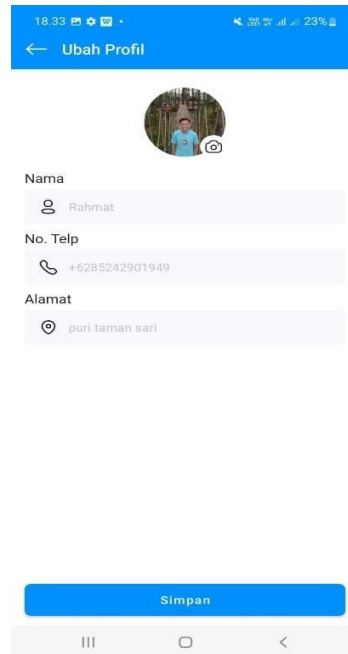 18.33
23%
Ubah Profil
Nama
Rahmat
No. Telp
+6285242901949
Alamat
puri taman sari
Simpan